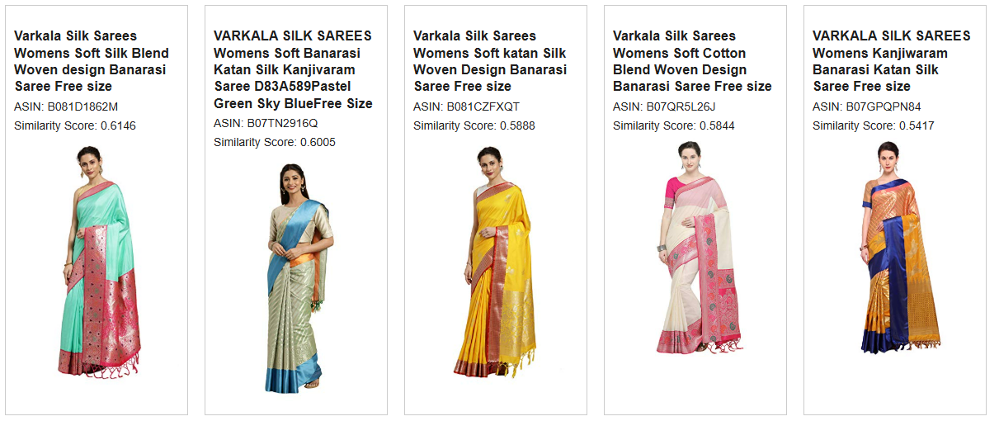 Varkala Silk Sarees
Womens Soft Silk Blend
Woven design Banarasi
Saree Free size
ASIN: B081D1862M
Similarity Score: 0.6146
VARKALA SILK SAREES
Womens Soft Banarasi
Katan Silk Kanjivaram
Saree D83A589Pastel
Green Sky BlueFree Size
ASIN: B07TN2916Q
Similarity Score: 0.6005
Varkala Silk Sarees
Womens Soft katan Silk
Woven Design Banarasi
Saree Free size
ASIN: B081CZFXQT
Similarity Score: 0.5888
Varkala Silk Sarees
Womens Soft Cotton
Blend Woven Design
Banarasi Saree Free size
ASIN: B07QR5L26J
Similarity Score: 0.5844
VARKALA SILK SAREES
Womens Kanjiwaram
Banarasi Katan Silk
Saree Free size
ASIN: B07GPQPN84
Similarity Score: 0.5417